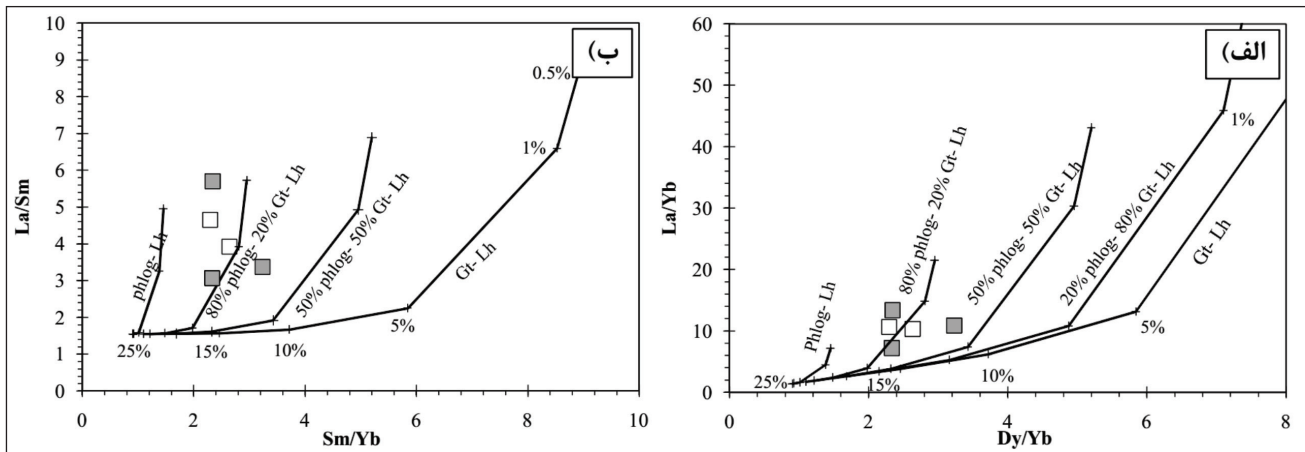 ب)
10
9
8
7
6
5
4
3
2
1
0
La/Sm
0
2
4
6
8
10
Sm/Yb
0.5%
1%
5%
10%
15%
25%
phlog- Lh
80% phlog- 20% Gt- Lh
50% phlog- 50% Gt- Lh
Gt- Lh
الف)
60
50
40
30
20
10
0
La/Yb
0
2
4
6
8
Dy/Yb
1%
5%
10%
15%
25%
Phlog- Lh
80% phlog- 20% Gt- Lh
50% phlog- 50% Gt- Lh
20% phlog- 80% Gt- Lh
Gt- Lh